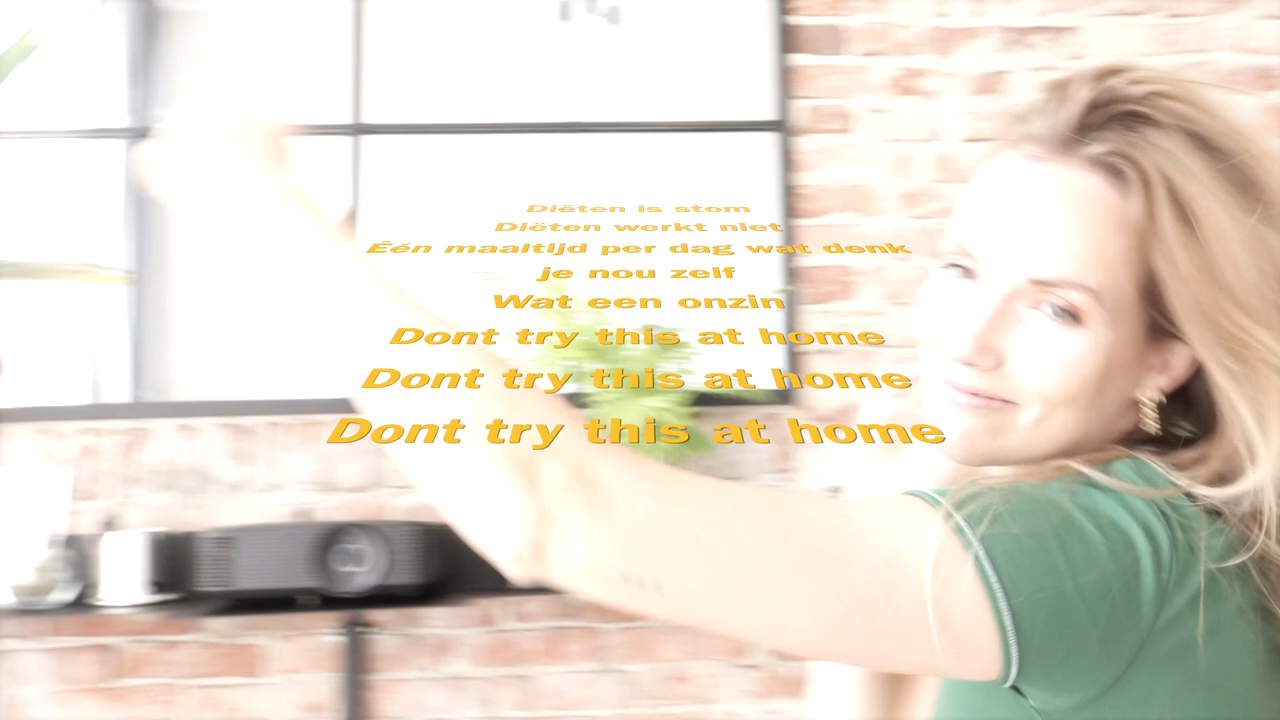 Diëten is stom
Diëten werkt niet
Één maaltijd per dag wat denk
je nou zelf
Wat een onzin
Dont try this at home
Dont try this at home
Dont try this at home